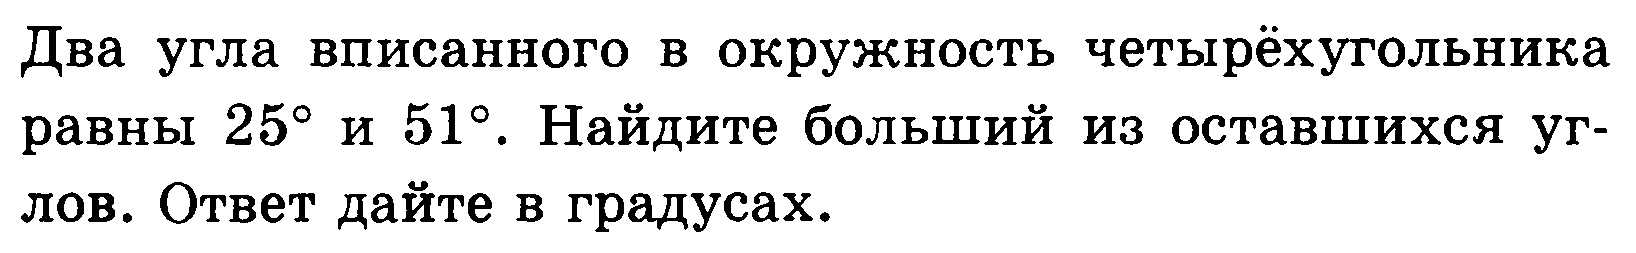 Два угла вписанного в окружность четырёхугольника
равны 25° и 51°. Найдите больший из оставшихся уг-
лов. Ответ дайте в градусах.